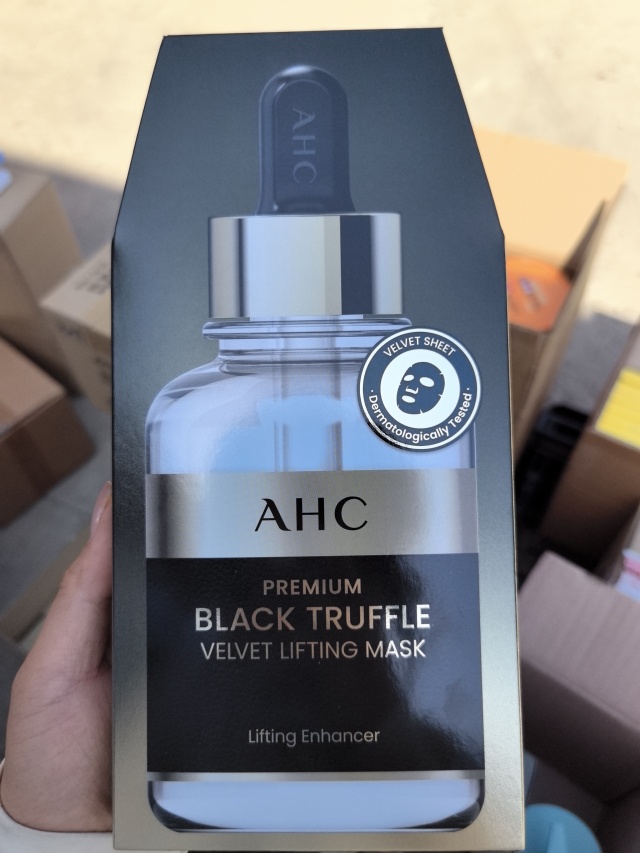 AHC
VELVET SHEET
· Dermatologically Tested ·
AHC
PREMIUM
BLACK TRUFFLE
VELVET LIFTING MASK
Lifting Enhancer